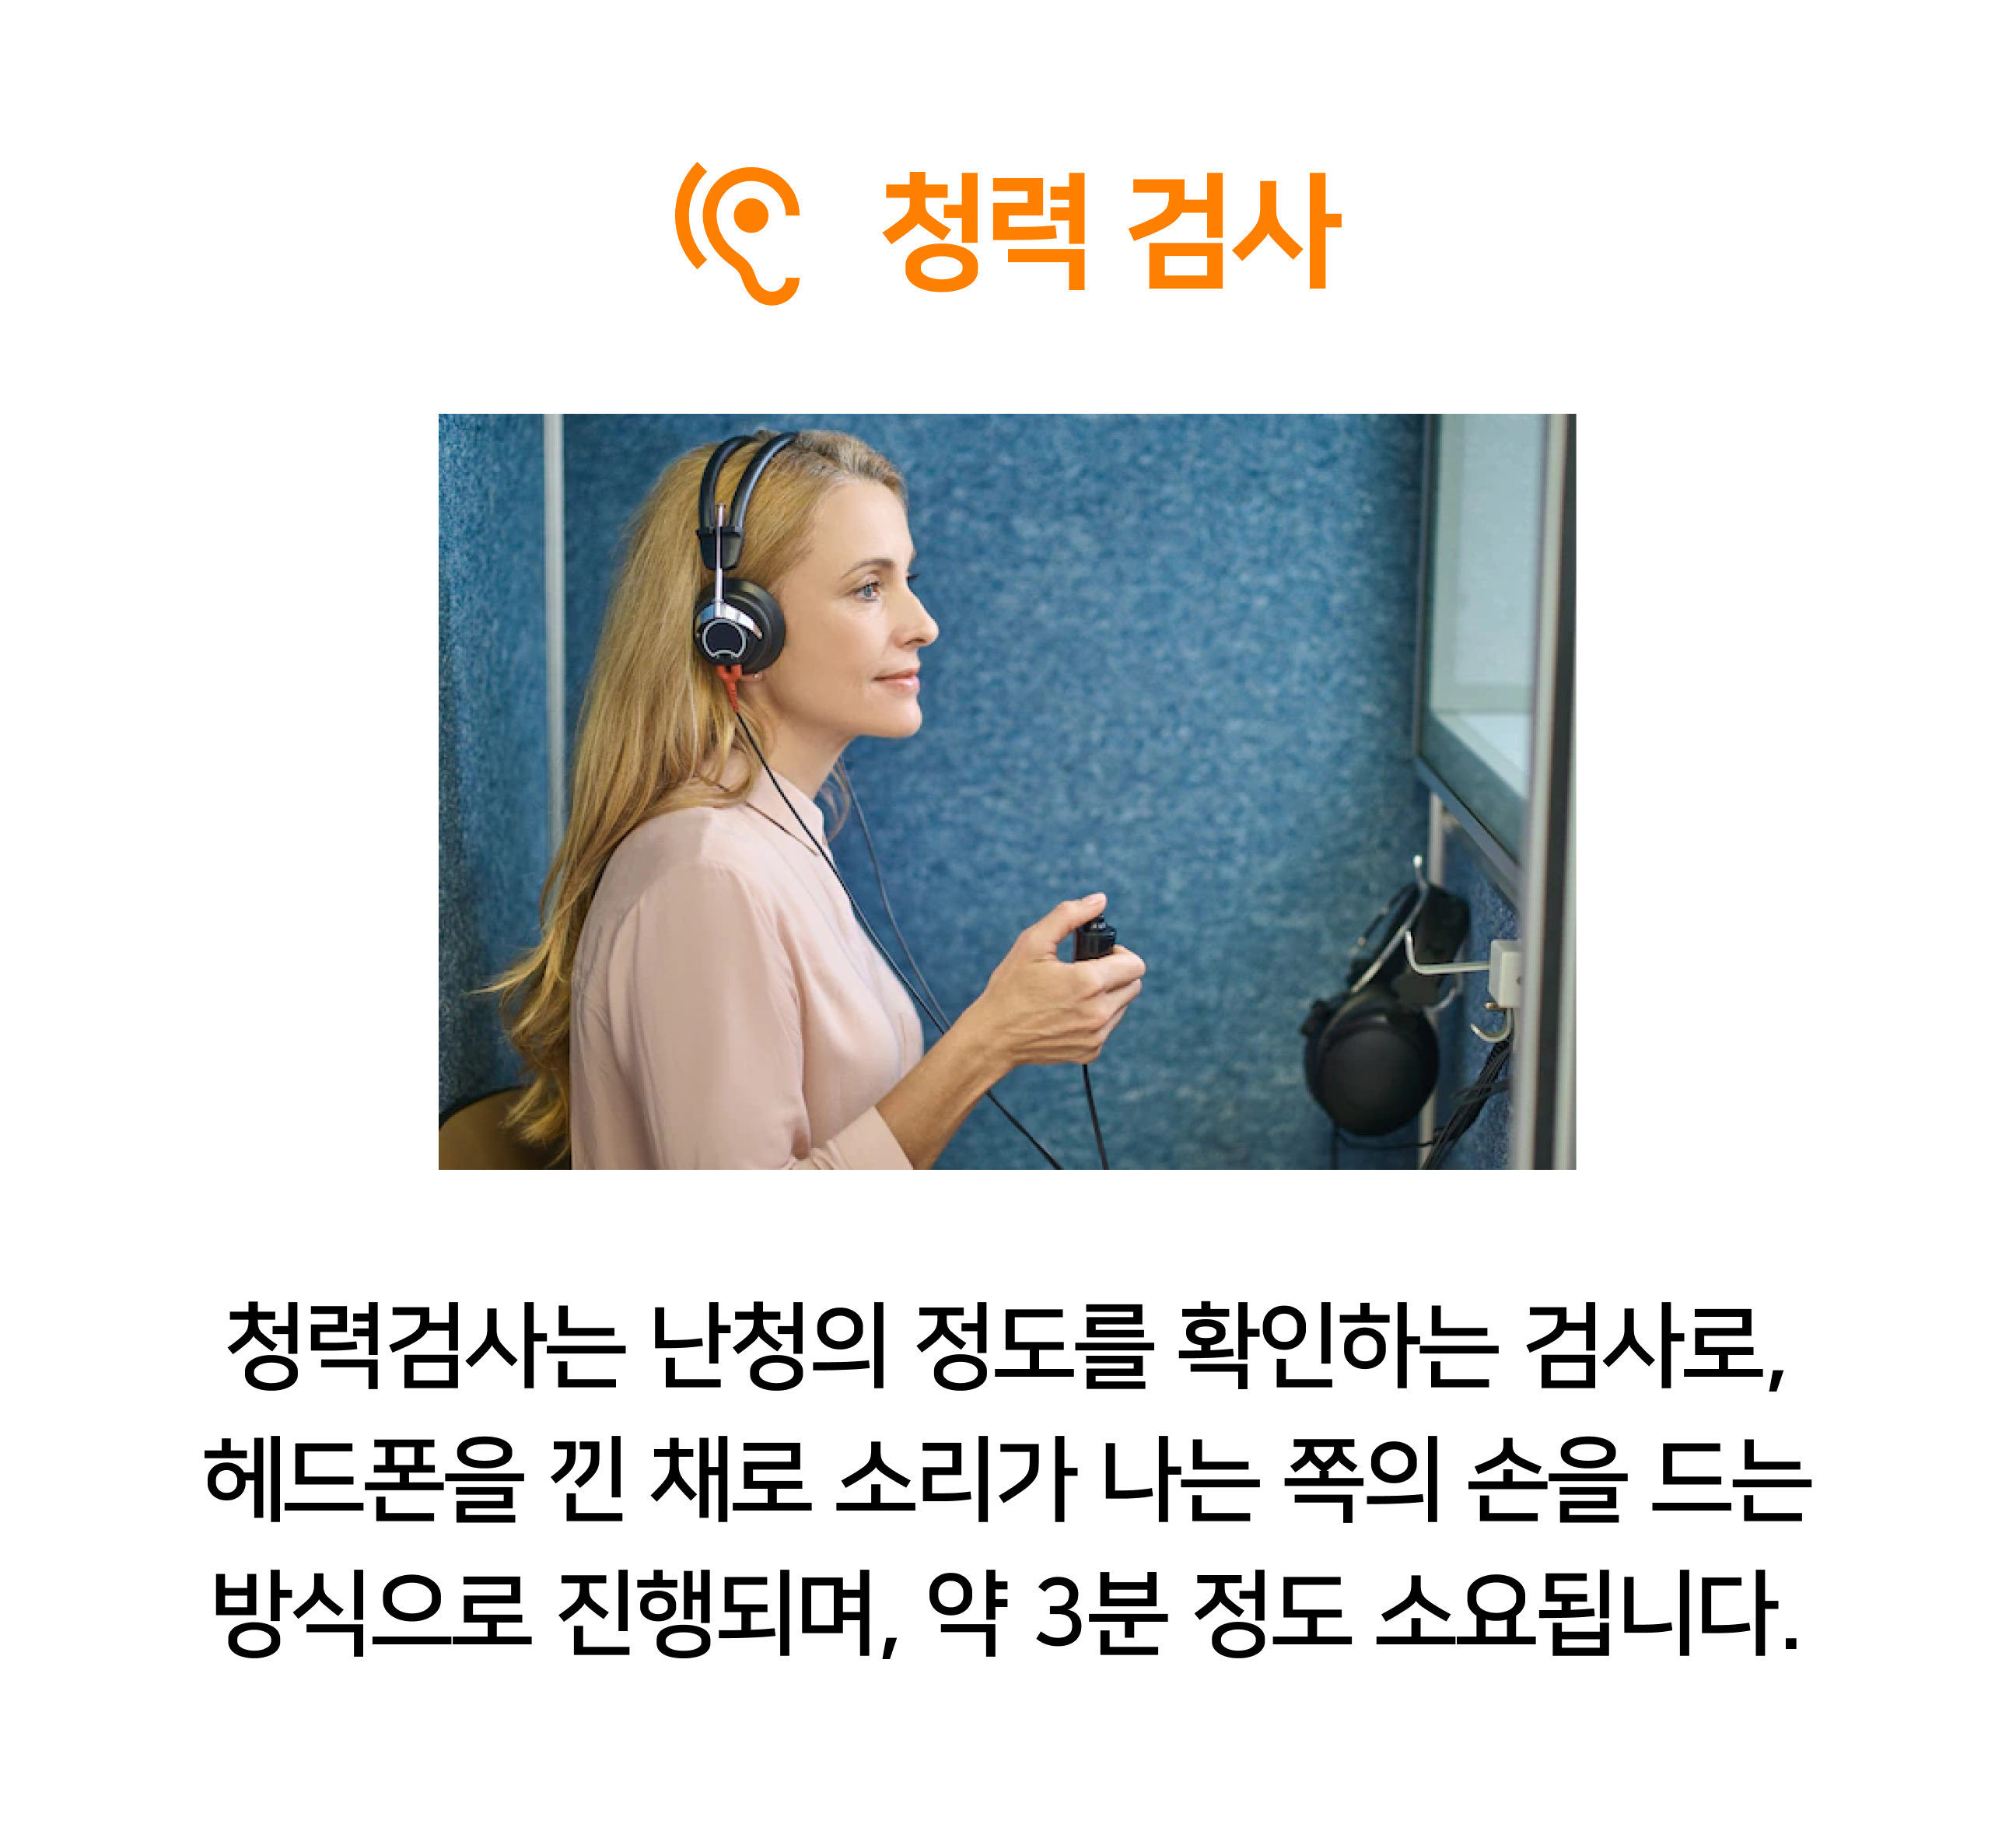 청력 검사
청력검사는 난청의 정도를 확인하는 검사로,
헤드폰을 낀 채로 소리가 나는 쪽의 손을 드는
방식으로 진행되며, 약 3분 정도 소요됩니다.